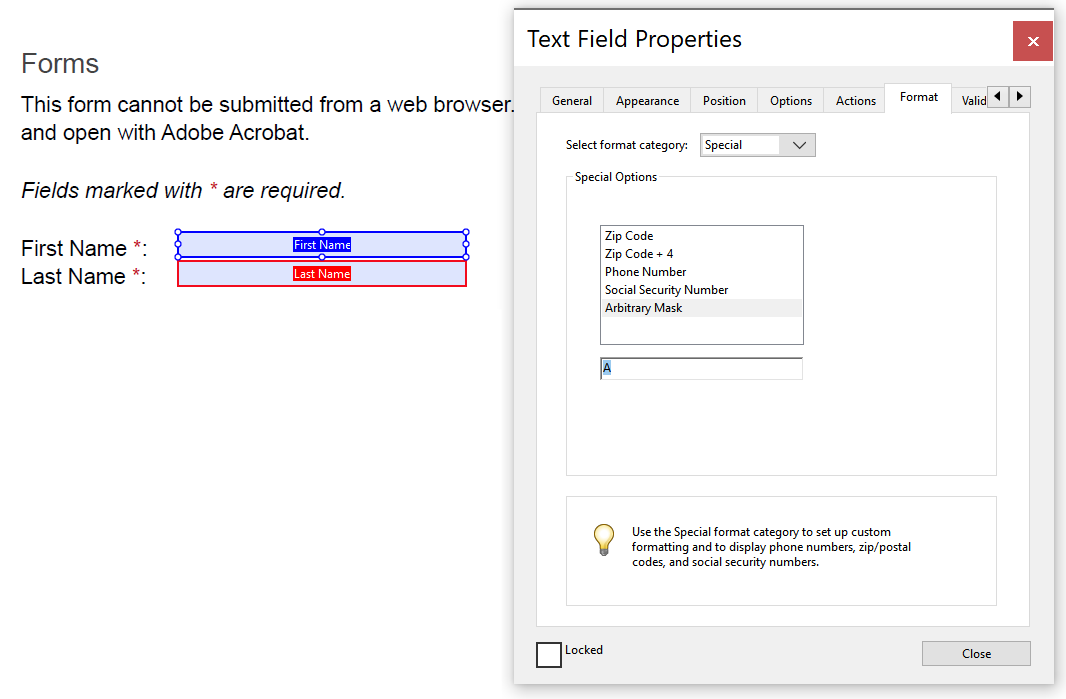 Forms
This form cannot be submitted from a web browser.
and open with Adobe Acrobat.
Fields marked with * are required.
First Name *:
First Name
Last Name *:
Last Name
Text Field Properties
General Appearance Position Options Actions Format Valid
Select format category: Special
Special Options
Zip Code
Zip Code + 4
Phone Number
Social Security Number
Arbitrary Mask
A
Use the Special format category to set up custom
formatting and to display phone numbers, zip/postal
codes, and social security numbers.
Locked
Close